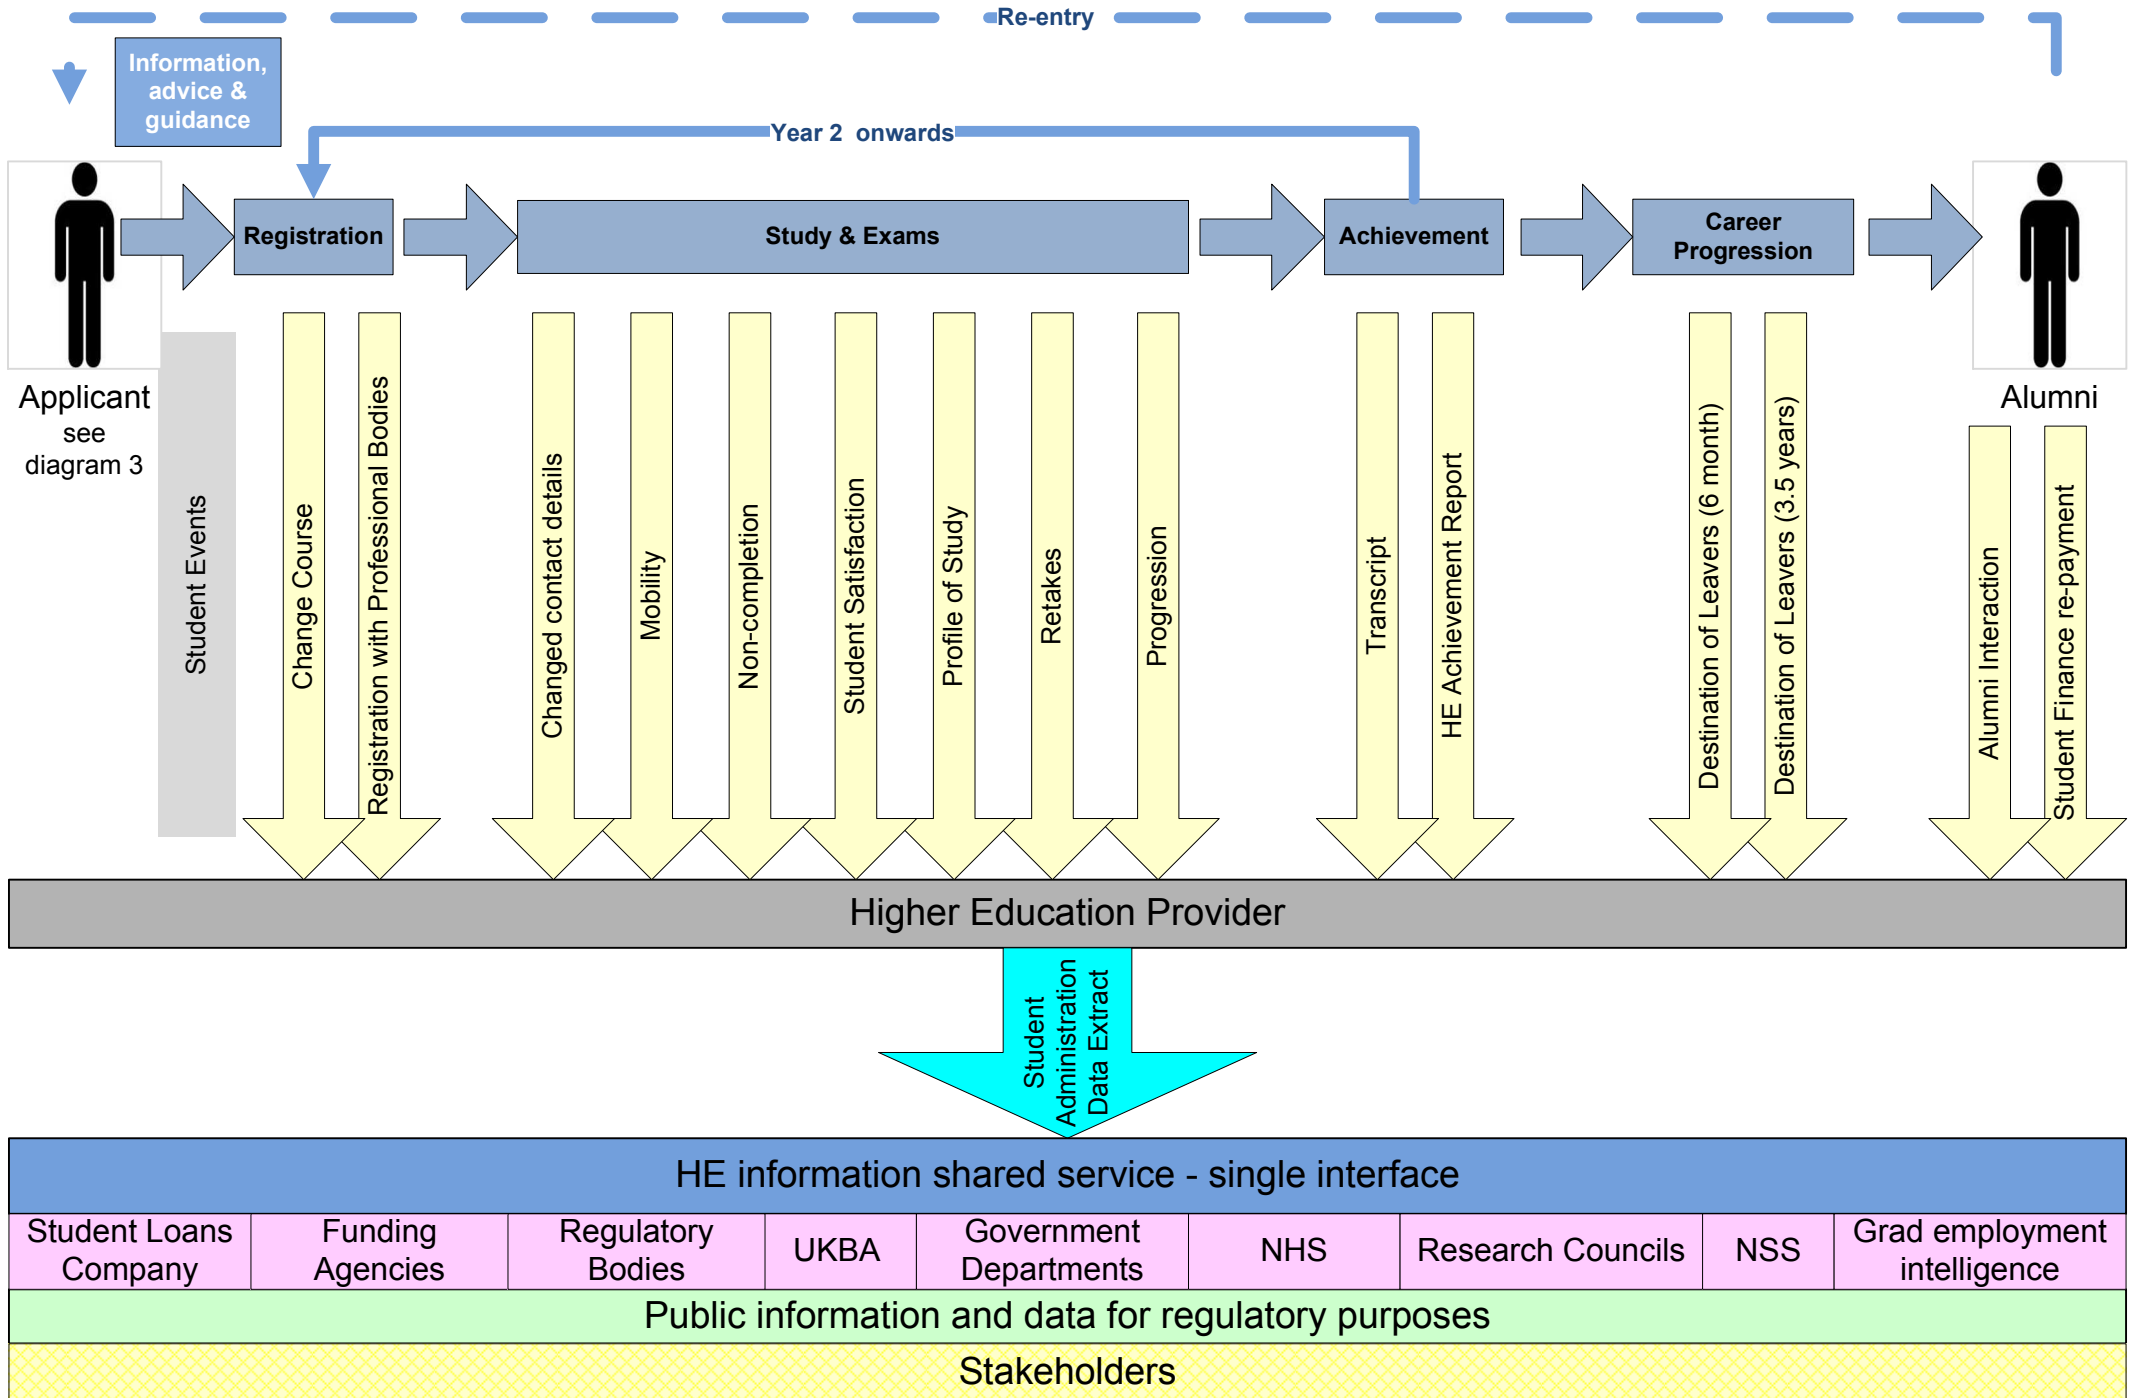 Re-entry
Information,
advice &
guidance
Year 2 onwards
Registration
Study & Exams
Achievement
Career
Progression
Applicant
see
diagram 3
Alumni
Student Events
Change Course
Registration with Professional Bodies
Changed contact details
Mobility
Non-completion
Student Satisfaction
Profile of Study
Retakes
Progression
Transcript
HE Achievement Report
Destination of Leavers (6 month)
Destination of Leavers (3.5 years)
Alumni Interaction
Student Finance re-payment
Higher Education Provider
Student
Administration
Data Extract
HE information shared service - single interface
Student Loans
Company
Funding
Agencies
Regulatory
Bodies
UKBA
Government
Departments
NHS
Research Councils
NSS
Grad employment
intelligence
Public information and data for regulatory purposes
Stakeholders